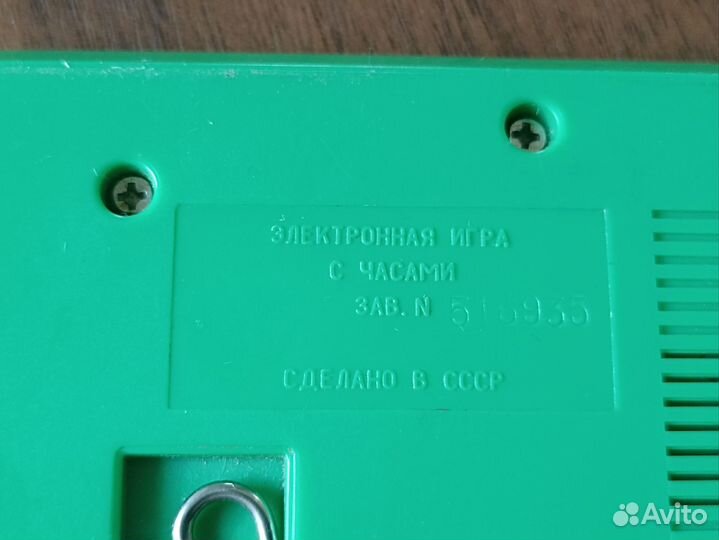 ЭЛЕКТРОННАЯ ИГРА
С ЧАСАМИ
ЗАВ. N
СДЕЛАНО В СССР
Avito